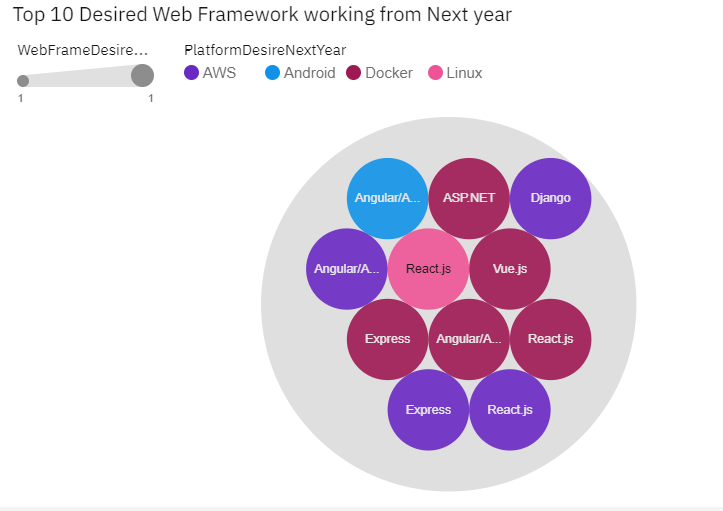 Top 10 Desired Web Framework working from Next year
WebFrameDesire... PlatformDesireNextYear
AWS Android Docker Linux
1 1
Angular/A... ASP.NET Django
Angular/A... React.js Vue.js
Express Angular/A... React.js
Express React.js